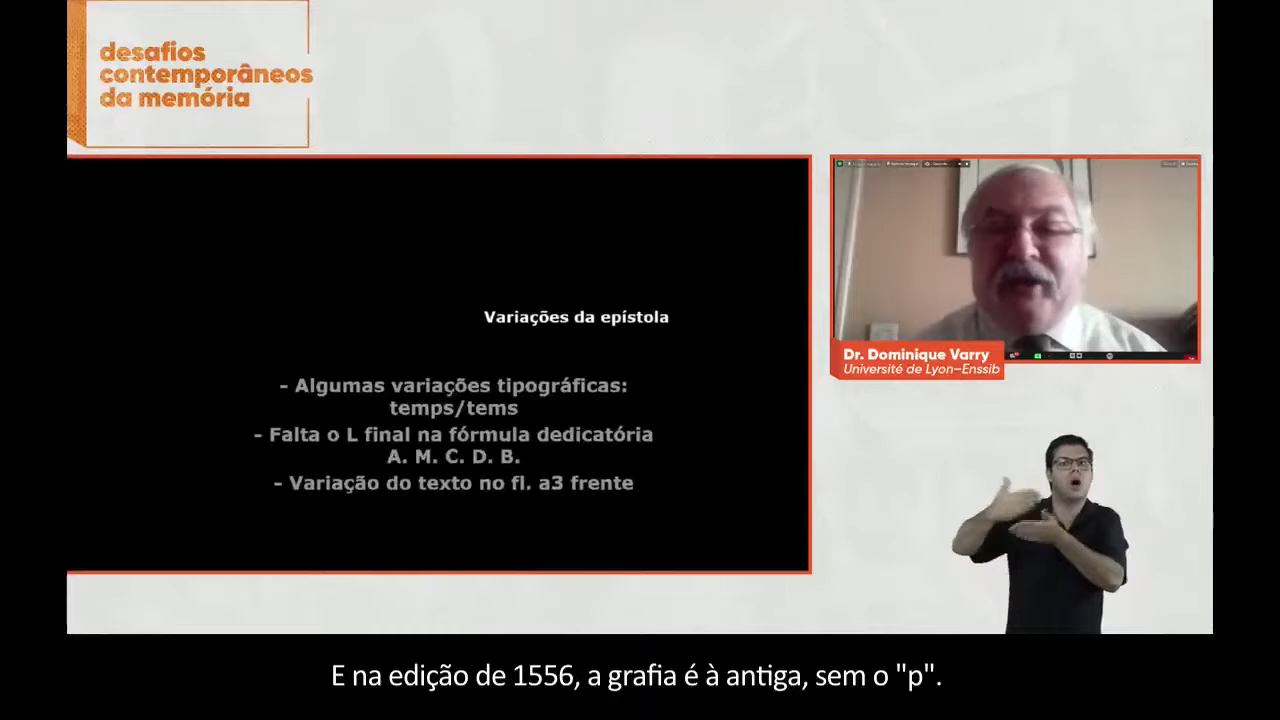 desafios
contemporâneos
da memória
Variações da epístola
- Algumas variações tipográficas:
temps/tems
- Falta o L final na fórmula dedicatória
A. M. C. D. B.
- Variação do texto no fl. a3 frente
Dr. Dominique Varry
Université de Lyon-Enssib
E na edição de 1556, a grafia é à antiga, sem o "p".